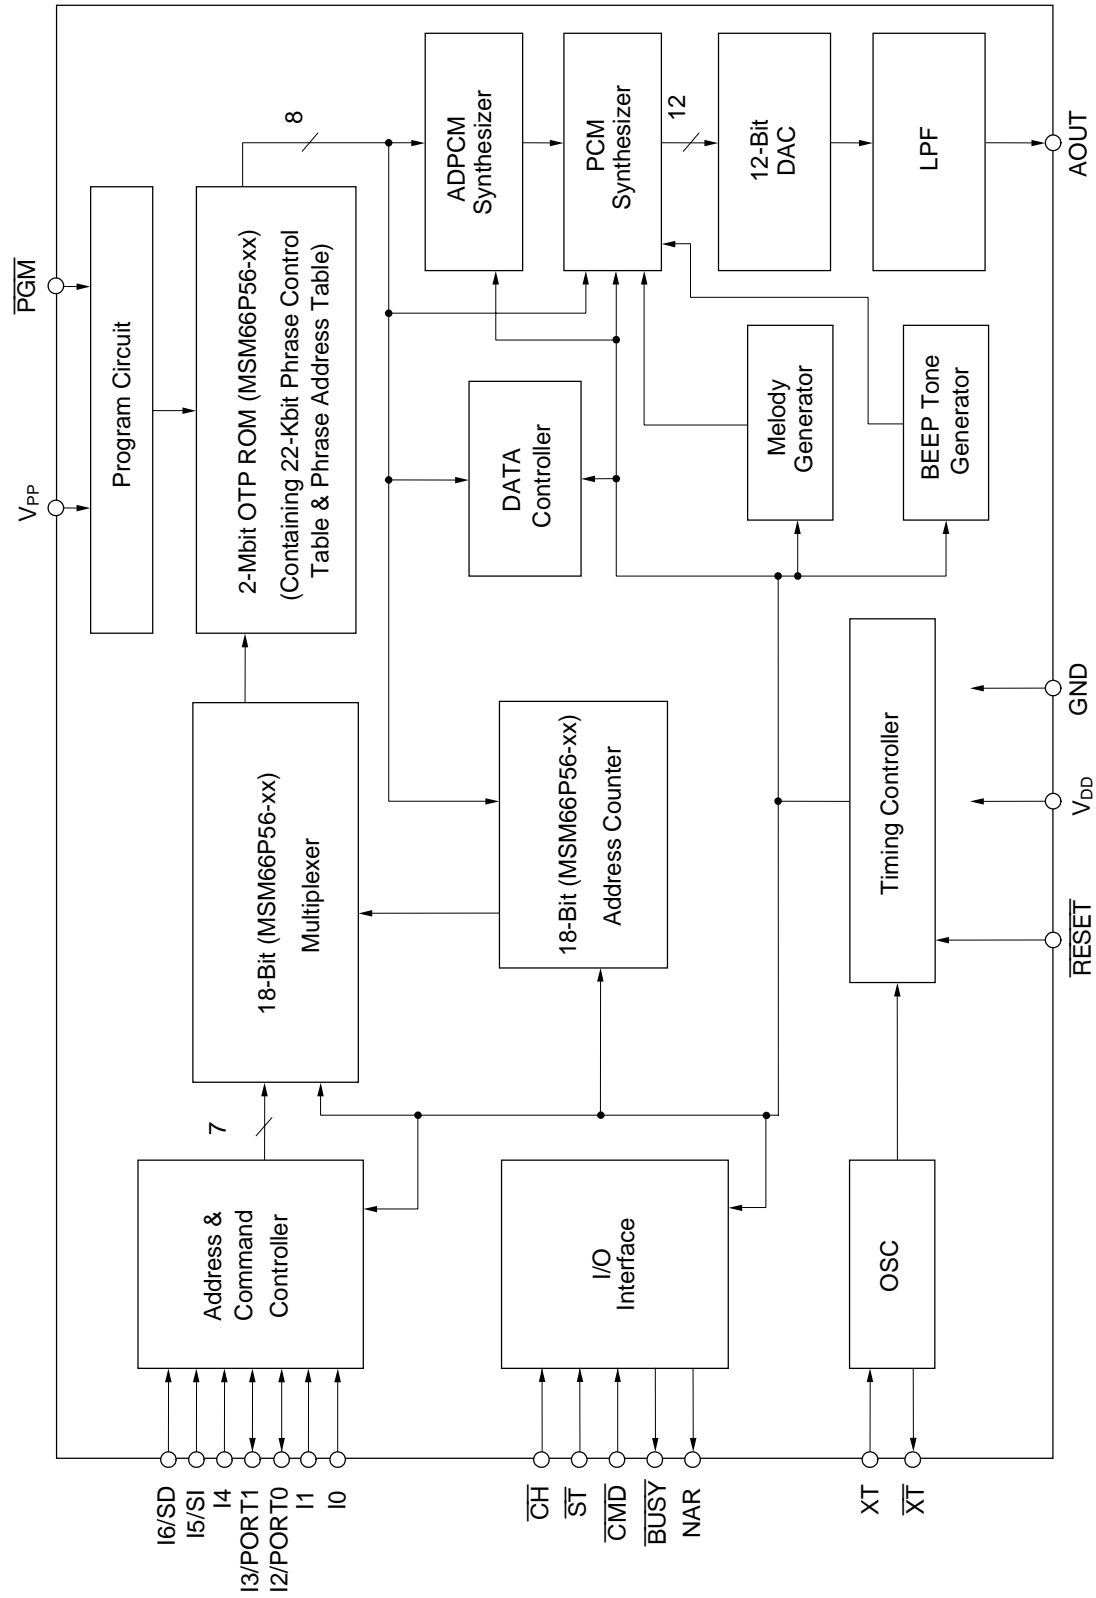 PGM
VPP
Program Circuit
2-Mbit OTP ROM (MSM66P56-xx)
(Containing 22-Kbit Phrase Control
Table & Phrase Address Table)
8
ADPCM
Synthesizer
PCM
Synthesizer
12
12-Bit
DAC
LPF
AOUT
DATA
Controller
Melody
Generator
BEEP Tone
Generator
18-Bit (MSM66P56-xx)
Multiplexer
18-Bit (MSM66P56-xx)
Address Counter
Timing Controller
GND
VDD
RESET
7
Address &
Command
Controller
I/O
Interface
OSC
I6/SD
I5/SI
I4
I3/PORT1
I2/PORT0
I1
I0
CH
ST
CMD
BUSY
NAR
XT
XT